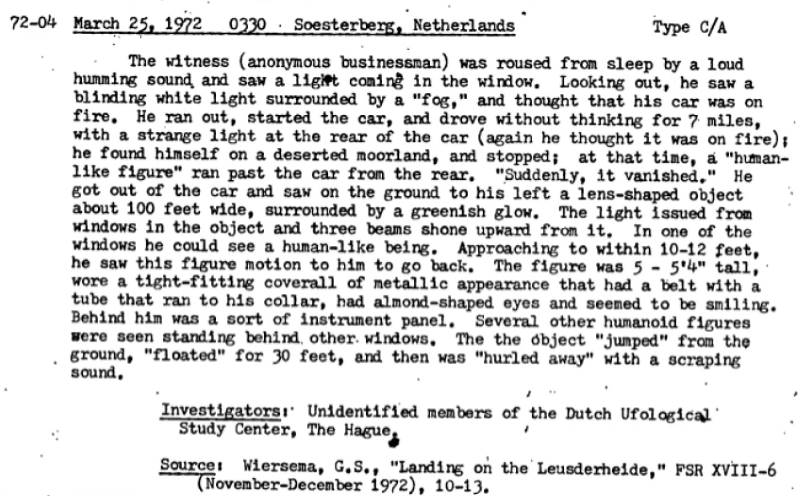 72-04 March 25, 1972 0330 Soesterberg, Netherlands Type C/A
The witness (anonymous businessman) was roused from sleep by a loud
humming sound and saw a light coming in the window. Looking out, he saw a
blinding white light surrounded by a "fog," and thought that his car was on
fire. He ran out, started the car, and drove without thinking for 7 miles,
with a strange light at the rear of the car (again he thought it was on fire);
he found himself on a deserted moorland, and stopped; at that time, a "human-
like figure" ran past the car from the rear. "Suddenly, it vanished." He
got out of the car and saw on the ground to his left a lens-shaped object
about 100 feet wide, surrounded by a greenish glow. The light issued from
windows in the object and three beams shone upward from it. In one of the
windows he could see a human-like being. Approaching to within 10-12 feet,
he saw this figure motion to him to go back. The figure was 5 - 5'4" tall,
wore a tight-fitting coverall of metallic appearance that had a belt with a
tube that ran to his collar, had almond-shaped eyes and seemed to be smiling.
Behind him was a sort of instrument panel. Several other humanoid figures
were seen standing behind other windows. The the object "jumped" from the
ground, "floated" for 30 feet, and then was "hurled away" with a scraping
sound.
Investigators: Unidentified members of the Dutch Ufological
Study Center, The Hague.
Source: Wiersema, G.S., "Landing on the Leusderheide," FSR XVIII-6
(November-December 1972), 10-13.